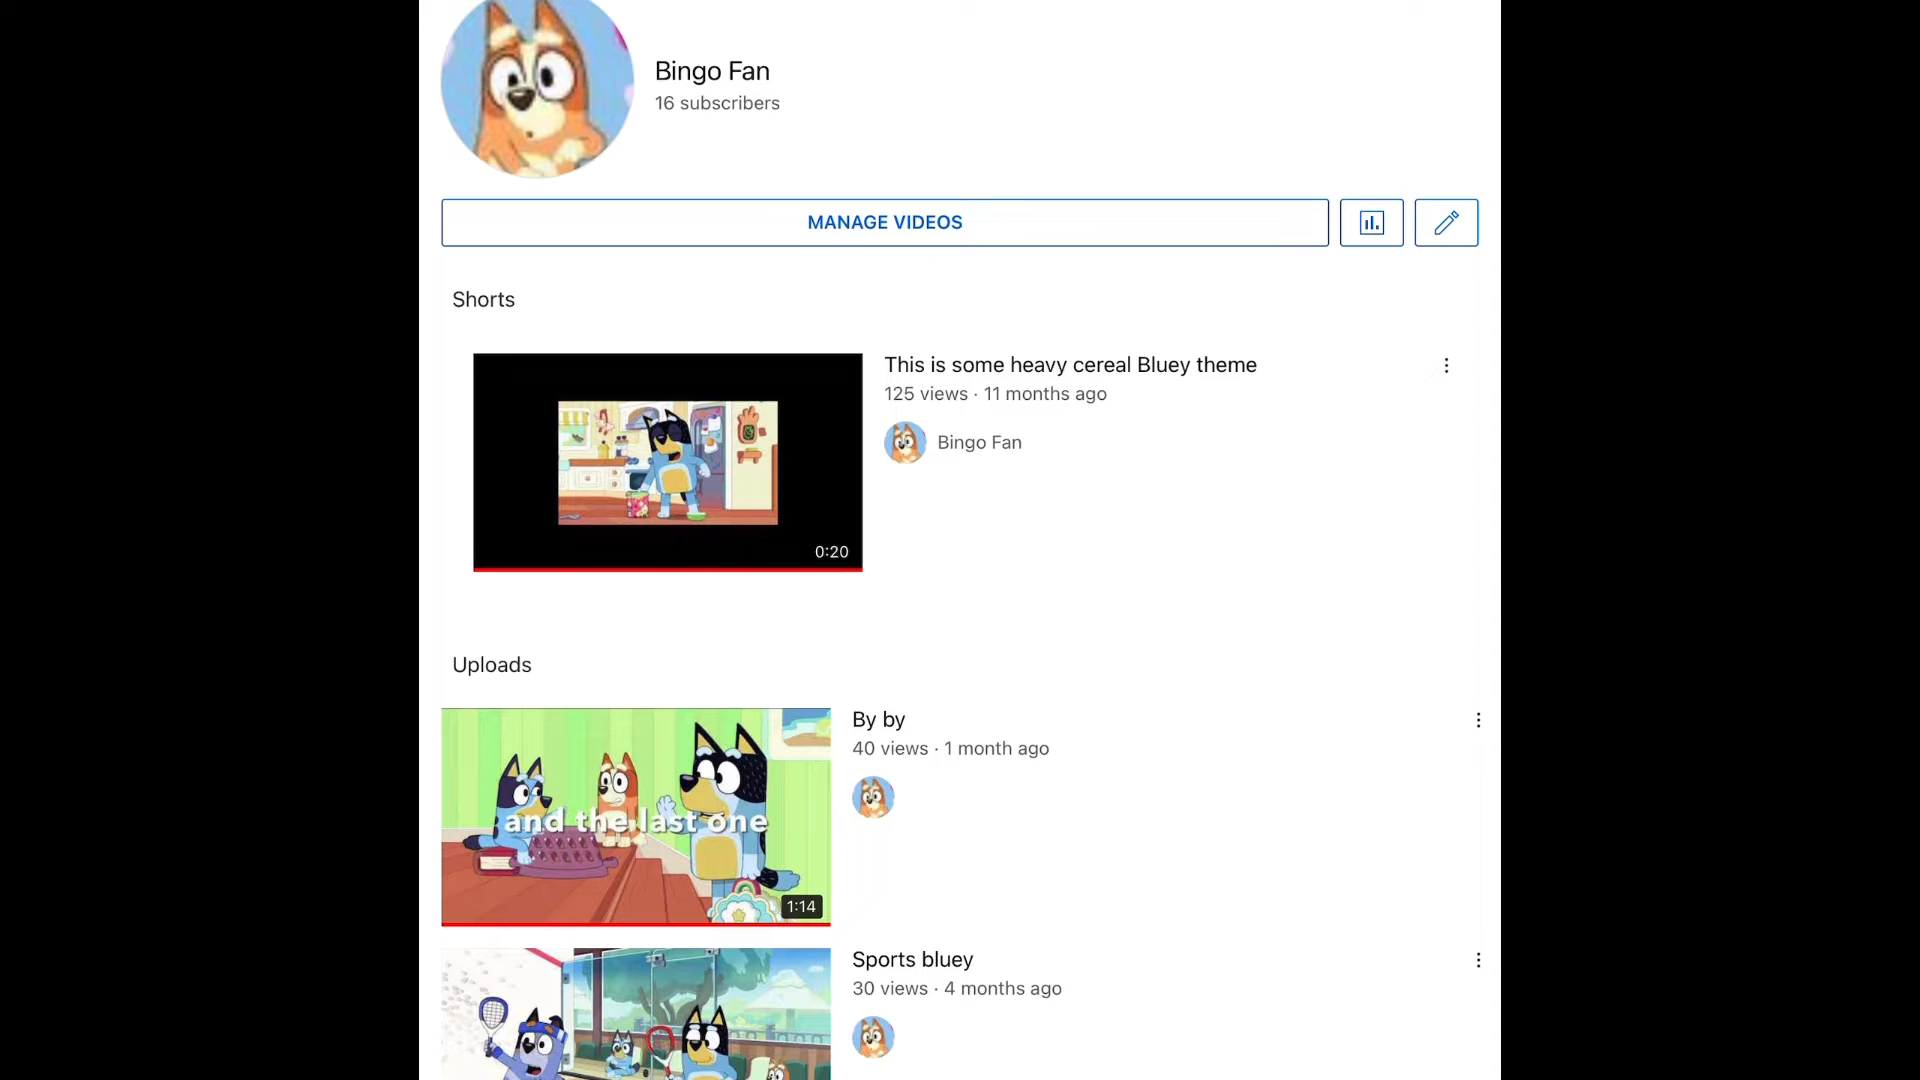 Bingo Fan
16 subscribers
MANAGE VIDEOS
Shorts
This is some heavy cereal Bluey theme
125 views · 11 months ago
Bingo Fan
0:20
Uploads
By by
40 views · 1 month ago
and the last one
1:14
Sports bluey
30 views · 4 months ago